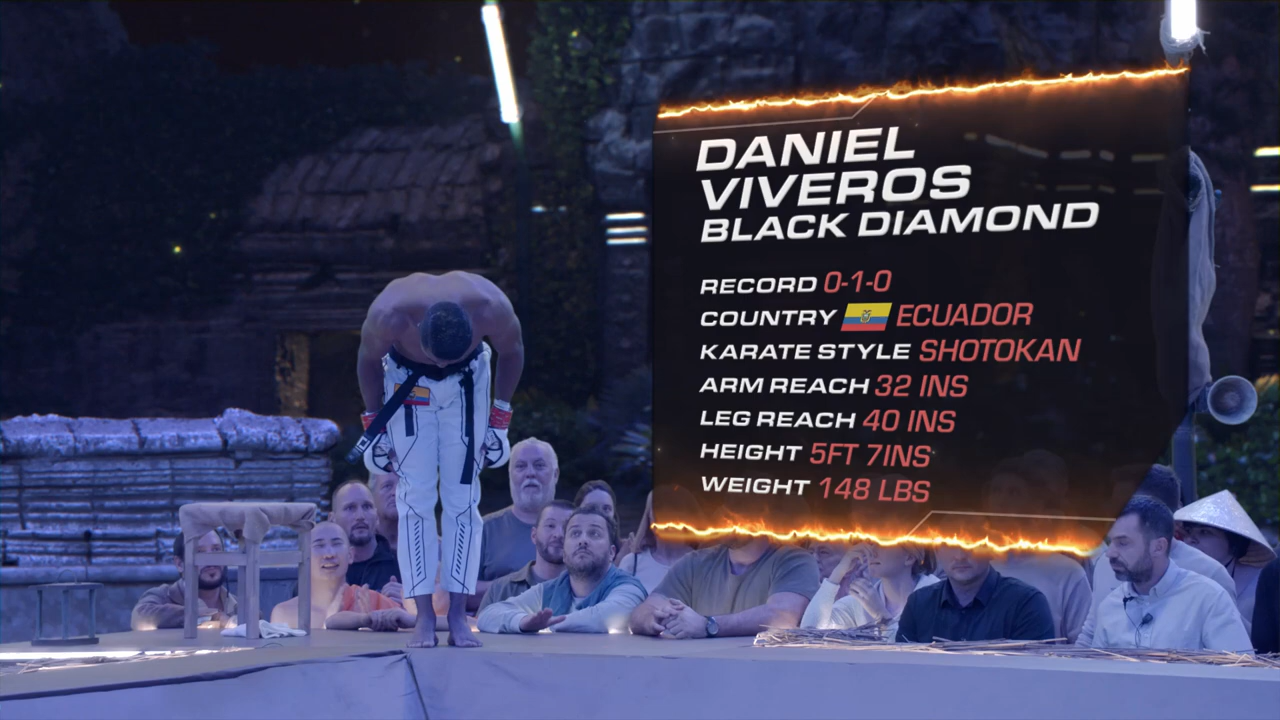 DANIEL
VIVEROS
BLACK DIAMOND
RECORD 0-1-0
COUNTRY ECUADOR
KARATE STYLE SHOTOKAN
ARM REACH 32 INS
LEG REACH 40 INS
HEIGHT 5FT 7INS
WEIGHT 148 LBS